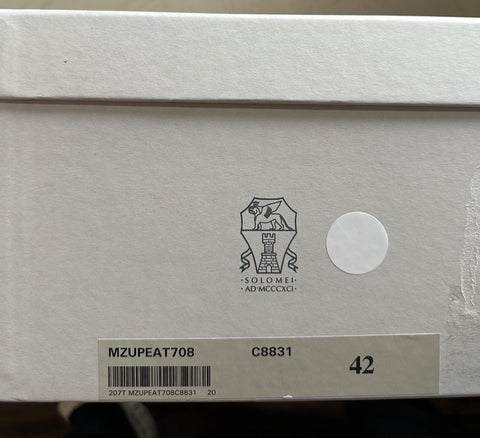 ·SOLOMEI·
·AD·MCCCXCI·
MZUPEAT708 C8831 42
207T MZUPEAT708C8831 20